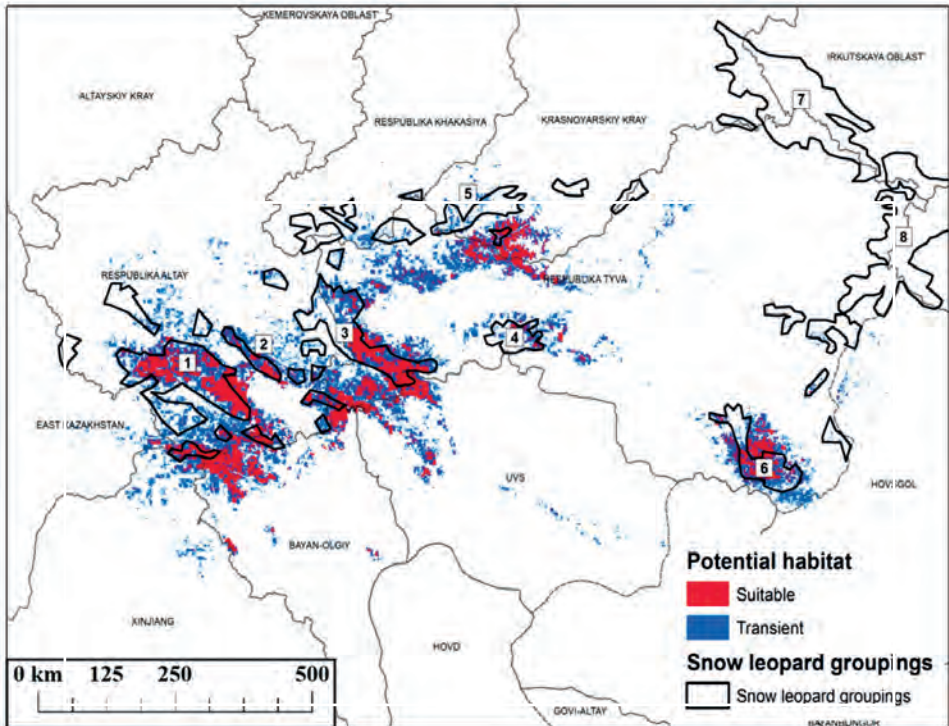 KEMEROVSKAYA OBLAST
IRKUTSKAYA OBLAST
ALTAYSKIY KRAY
7
RESPUBLIKA KHAKASIYA
KRASNOYARSKIY KRAY
5
8
RESPUBLIKA ALTAY
RESPUBLIKA TYVA
3
4
2
1
EAST KAZAKHSTAN
6
UVS
HOVSGOL
BAYAN-OLGIY
Potential habitat
Suitable
Transient
XINJIANG
HOVD
Snow leopard groupings
Snow leopard groupings
0 km 125 250 500
GOVI-ALTAY
BAYANHONGOR